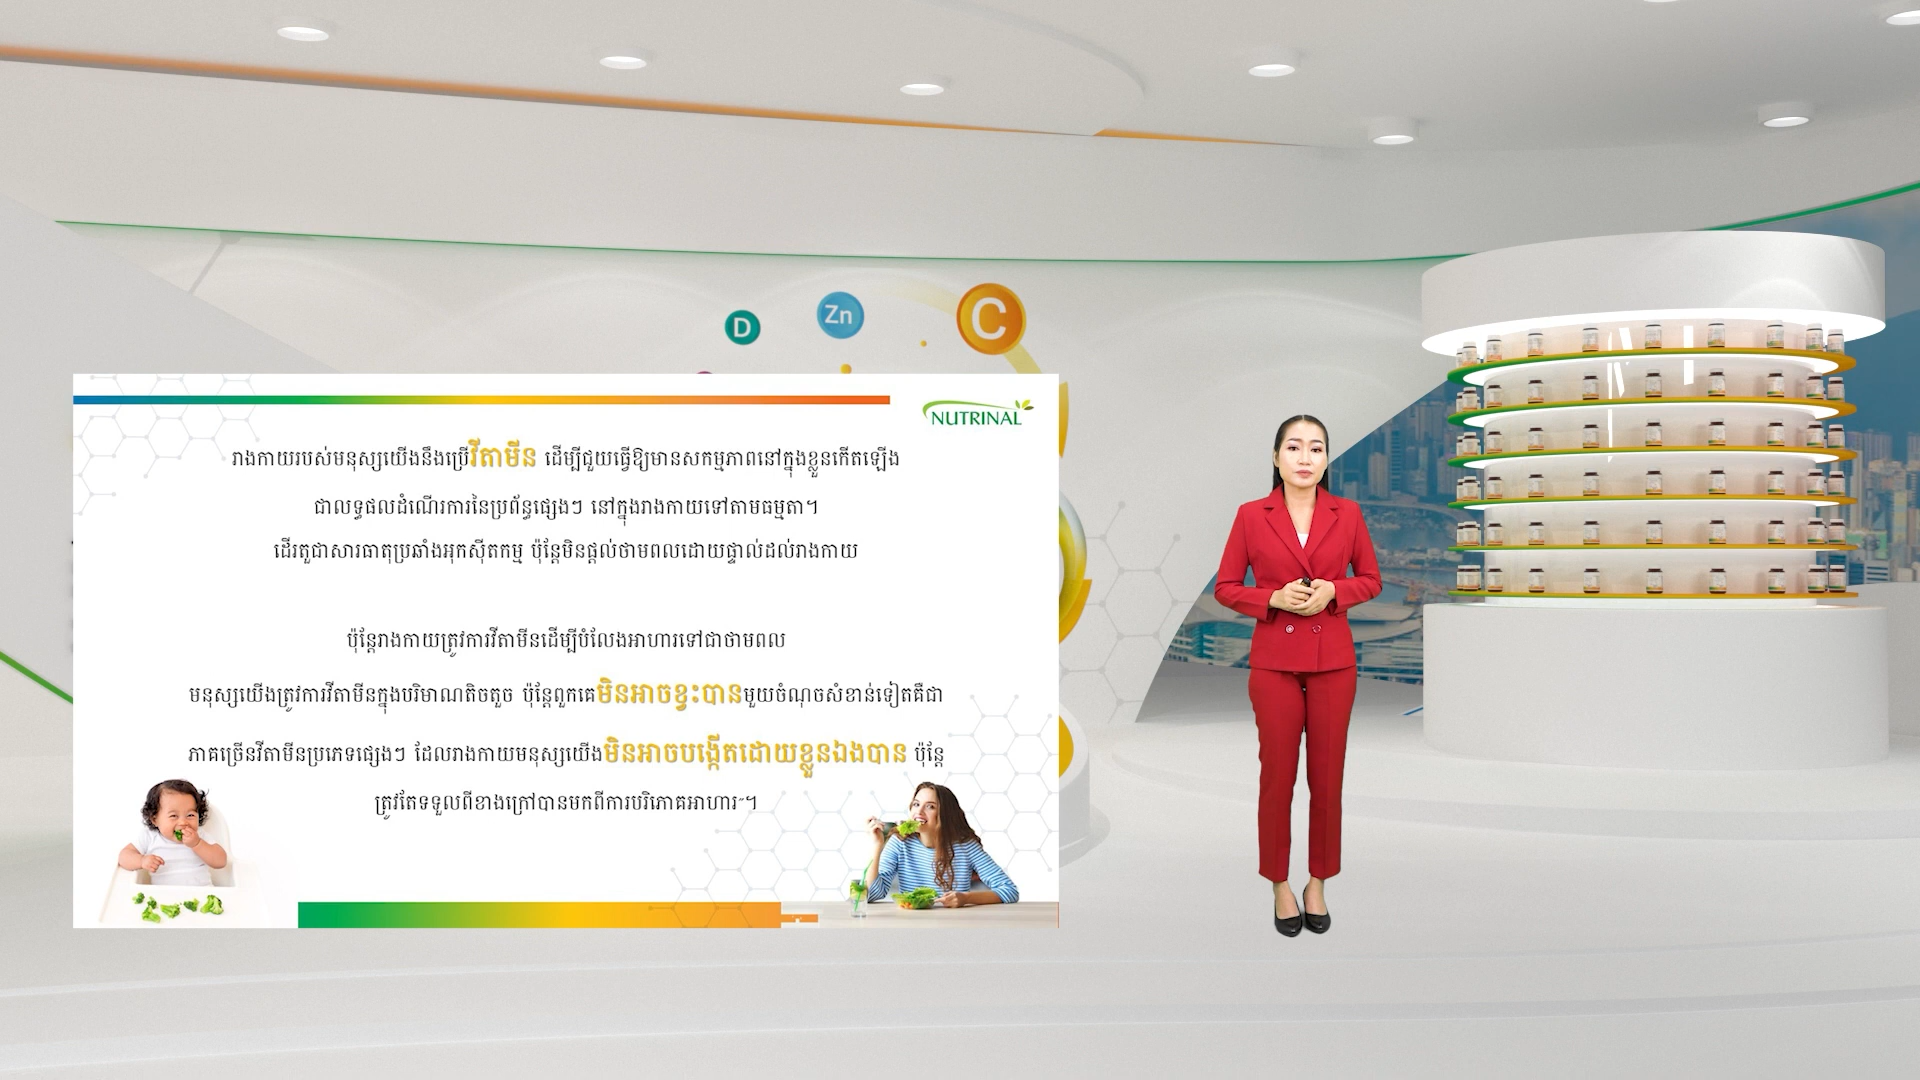 D
Zn
C
NUTRINAL
រាងកាយរបស់មនុស្សយើងនឹងប្រើវីតាមីន ដើម្បីជួយធ្វើឱ្យមានសកម្មភាពនៅក្នុងខ្លួនកើតឡើង
ជាលទ្ធផលដំណើរការនៃប្រព័ន្ធផ្សេងៗ នៅក្នុងរាងកាយទៅតាមធម្មតា។
ដើរតួជាសារធាតុប្រឆាំងអុកស៊ីតកម្ម ប៉ុន្តែមិនផ្តល់ថាមពលដោយផ្ទាល់ដល់រាងកាយ
ប៉ុន្តែរាងកាយត្រូវការវីតាមីនដើម្បីបំលែងអាហារទៅជាថាមពល
មនុស្សយើងត្រូវការវីតាមីនក្នុងបរិមាណតិចតួច ប៉ុន្តែពួកគេមិនអាចខ្វះបានមួយចំណុចសំខាន់ទៀតគឺជា
ភាគច្រើនវីតាមីនប្រភេទផ្សេងៗ ដែលរាងកាយមនុស្សយើងមិនអាចបង្កើតដោយខ្លួនឯងបាន ប៉ុន្តែ
ត្រូវតែទទួលពីខាងក្រៅបានមកពីការបរិភោគអាហារ"។